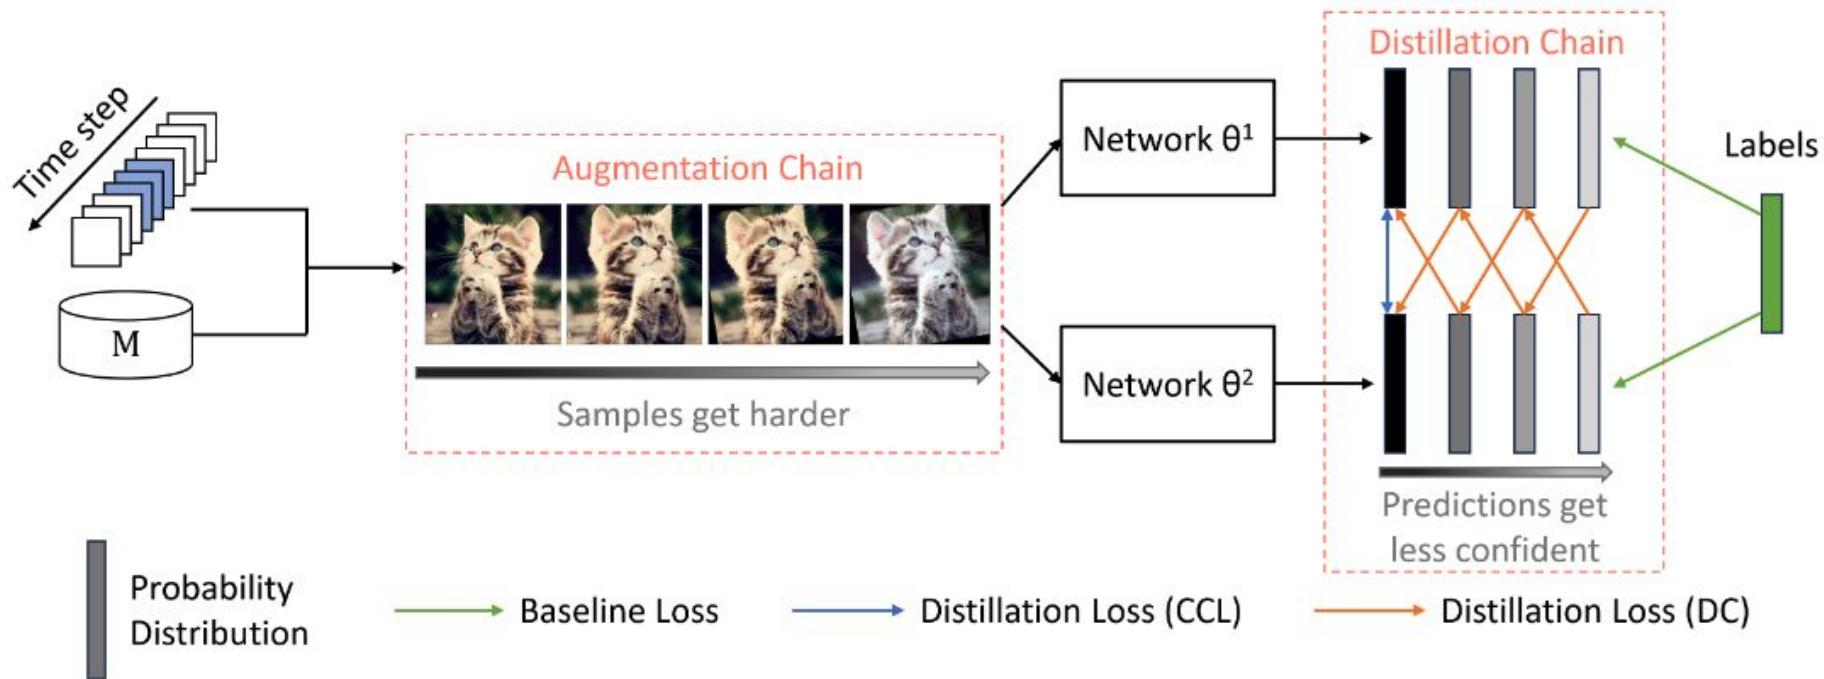 Time step
M
Augmentation Chain
Samples get harder
Network θ¹
Network θ²
Distillation Chain
Predictions get
less confident
Labels
Probability
Distribution
Baseline Loss
Distillation Loss (CCL)
Distillation Loss (DC)